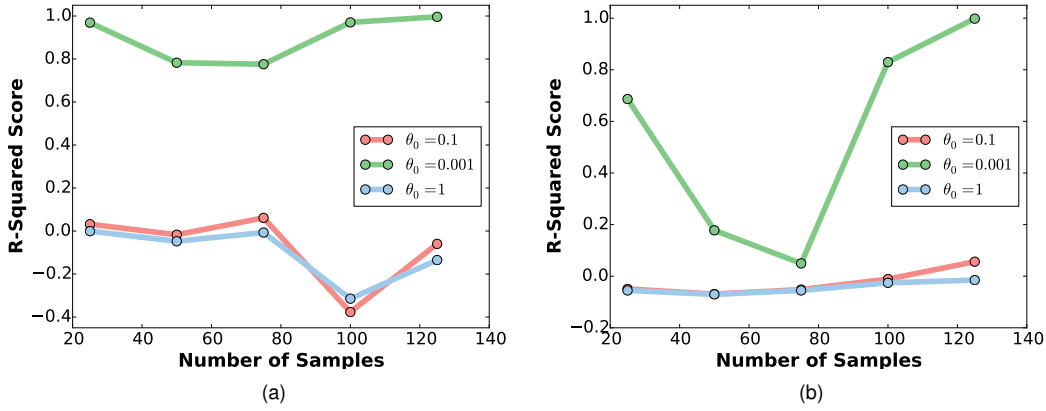 1.0
0.8
0.6
0.4
0.2
0.0
−0.2
−0.4
R-Squared Score
θ₀ =0.1
θ₀ =0.001
θ₀ =1
20 40 60 80 100 120 140
Number of Samples
(a)
1.0
0.8
0.6
0.4
0.2
0.0
−0.2
R-Squared Score
θ₀ =0.1
θ₀ =0.001
θ₀ =1
20 40 60 80 100 120 140
Number of Samples
(b)